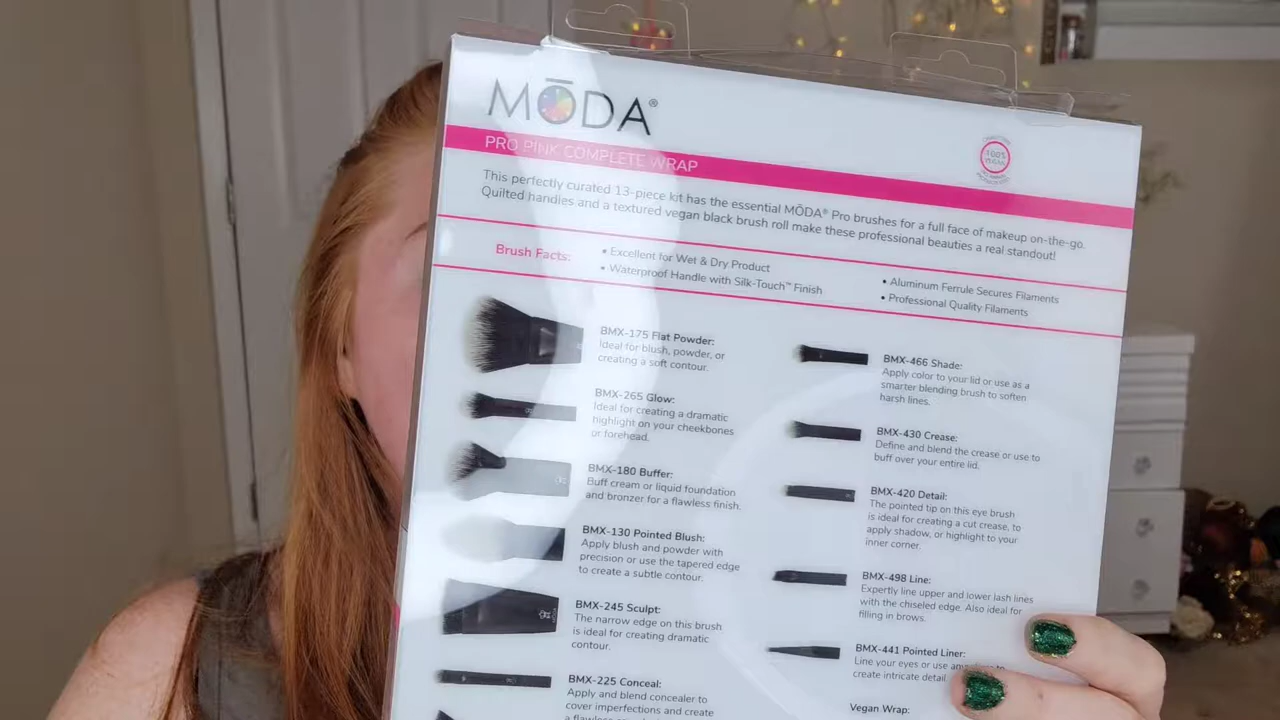 MŌDA®
PRO PINK COMPLETE WRAP
100%
VEGAN
This perfectly curated 13-piece kit has the essential MŌDA® Pro brushes for a full face of makeup on-the-go.
Quilted handles and a textured vegan black brush roll make these professional beauties a real standout!
Brush Facts:
• Excellent for Wet & Dry Product
• Waterproof Handle with Silk-Touch™ Finish
• Aluminum Ferrule Secures Filaments
• Professional Quality Filaments
BMX-175 Flat Powder:
Ideal for blush, powder, or
creating a soft contour.
BMX-265 Glow:
Ideal for creating a dramatic
highlight on your cheekbones
or forehead.
BMX-180 Buffer:
Buff cream or liquid foundation
and bronzer for a flawless finish.
BMX-130 Pointed Blush:
Apply blush and powder with
precision or use the tapered edge
to create a subtle contour.
BMX-245 Sculpt:
The narrow edge on this brush
is ideal for creating dramatic
contour.
BMX-225 Conceal:
Apply and blend concealer to
cover imperfections and create
a flawless
BMX-466 Shade:
Apply color to your lid or use as a
smarter blending brush to soften
harsh lines.
BMX-430 Crease:
Define and blend the crease or use to
buff over your entire lid.
BMX-420 Detail:
The pointed tip on this eye brush
is ideal for creating a cut crease, to
apply shadow, or highlight to your
inner corner.
BMX-498 Line:
Expertly line upper and lower lash lines
with the chiseled edge. Also ideal for
filling in brows.
BMX-441 Pointed Liner:
Line your eyes or use
create intricate detail
Vegan Wrap: